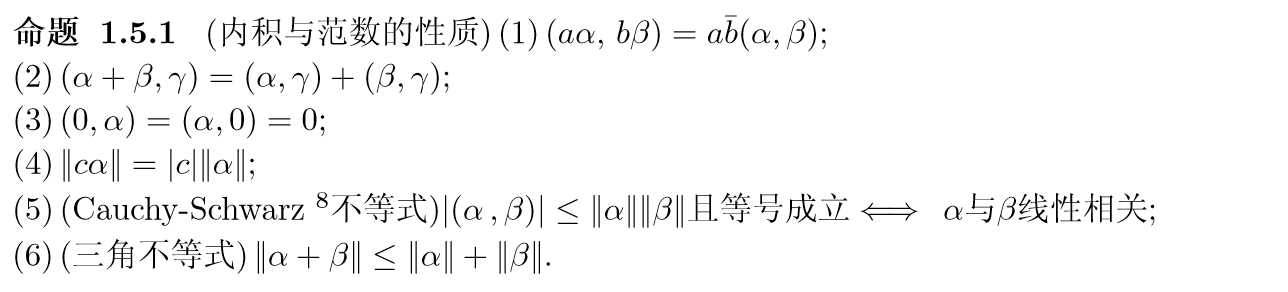 命题 1.5.1 (内积与范数的性质) (1) (aα, bβ) = ab̄(α, β);
(2) (α + β, γ) = (α, γ) + (β, γ);
(3) (0, α) = (α, 0) = 0;
(4) ‖cα‖ = |c|‖α‖;
(5) (Cauchy-Schwarz ⁸不等式)|(α , β)| ≤ ‖α‖‖β‖且等号成立 ⟺ α与β线性相关;
(6) (三角不等式) ‖α + β‖ ≤ ‖α‖ + ‖β‖.